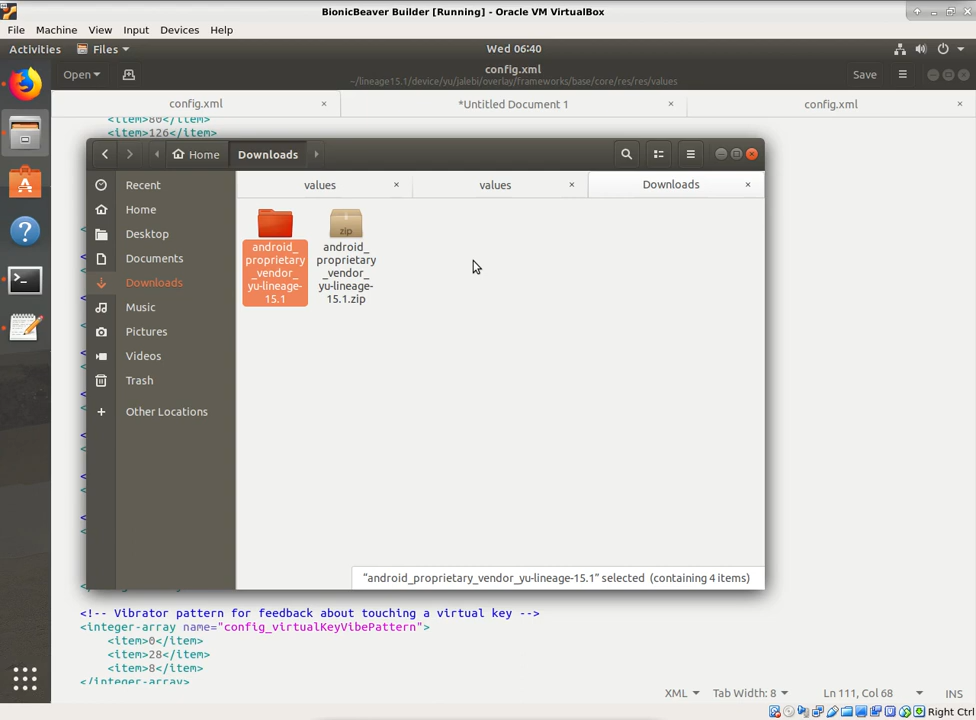 BionicBeaver Builder [Running] - Oracle VM VirtualBox
File Machine View Input Devices Help
Activities Files Wed 06:40
Open config.xml Save
~/lineage15.1/device/yu/jalebi/overlay/frameworks/base/core/res/res/values
config.xml × *Untitled Document 1 × config.xml ×
<item>80</item>
<item>126</item>
Home Downloads
values × values × Downloads ×
Recent
Home
Desktop
Documents
Downloads
Music
Pictures
Videos
Trash
Other Locations
android_
proprietary
_vendor_
yu-lineage-
15.1
zip
android_
proprietary
_vendor_
yu-lineage-
15.1.zip
“android_proprietary_vendor_yu-lineage-15.1” selected (containing 4 items)
<!-- Vibrator pattern for feedback about touching a virtual key -->
<integer-array name="config_virtualKeyVibePattern">
<item>0</item>
<item>28</item>
<item>8</item>
</integer-array>
XML Tab Width: 8 Ln 111, Col 68 INS
Right Ctrl